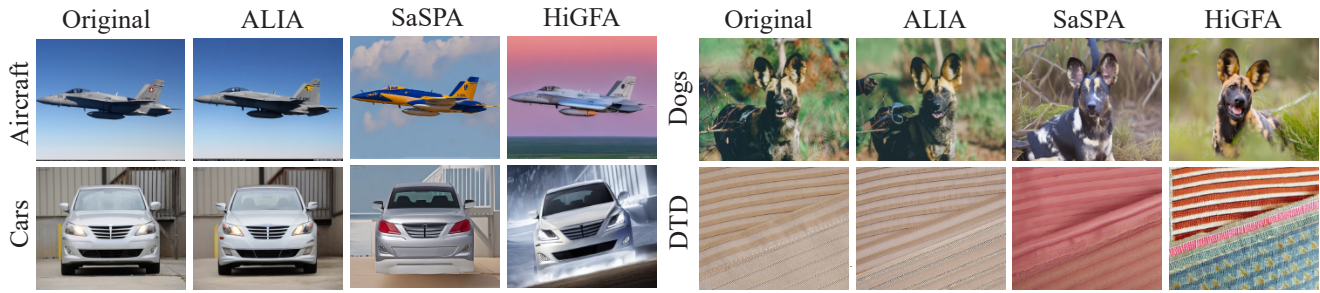 Original ALIA SaSPA HiGFA
Aircraft
Cars
Original ALIA SaSPA HiGFA
Dogs
DTD